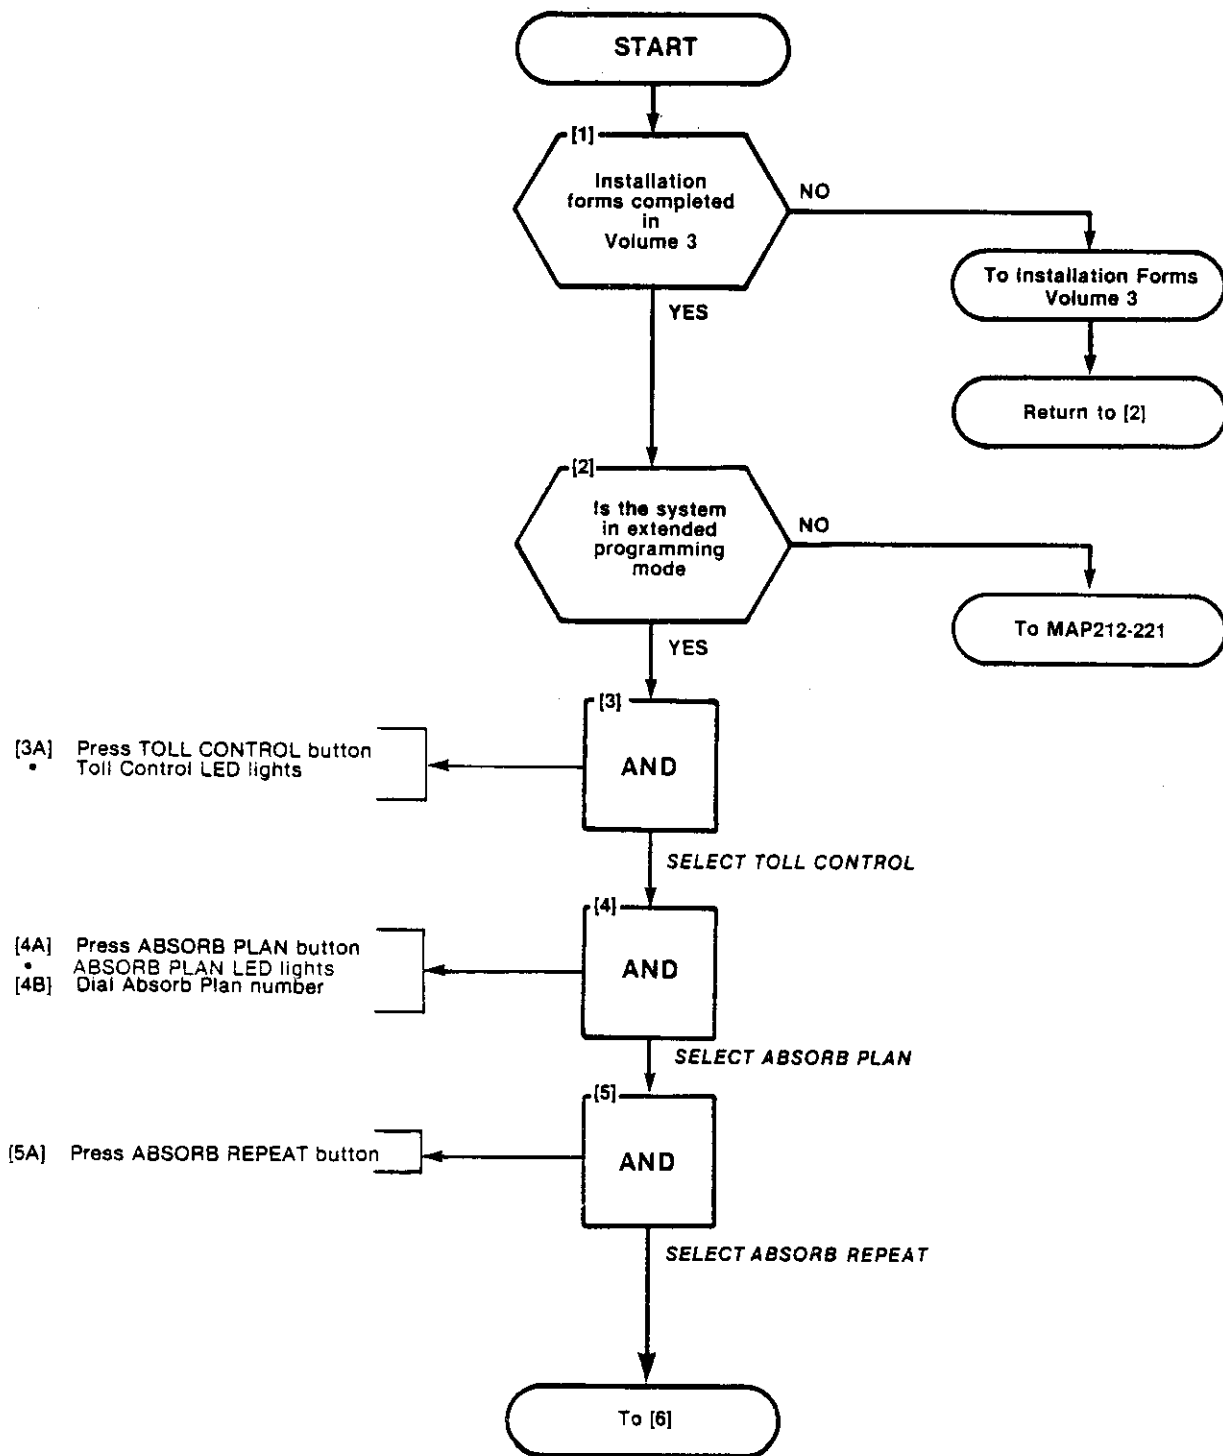 START
[1]
Installation
forms completed
in
Volume 3
NO
To Installation Forms
Volume 3
YES
Return to [2]
[2]
Is the system
in extended
programming
mode
NO
To MAP212-221
YES
[3]
AND
[3A] Press TOLL CONTROL button
• Toll Control LED lights
SELECT TOLL CONTROL
[4]
AND
[4A] Press ABSORB PLAN button
• ABSORB PLAN LED lights
[4B] Dial Absorb Plan number
SELECT ABSORB PLAN
[5]
AND
[5A] Press ABSORB REPEAT button
SELECT ABSORB REPEAT
To [6]